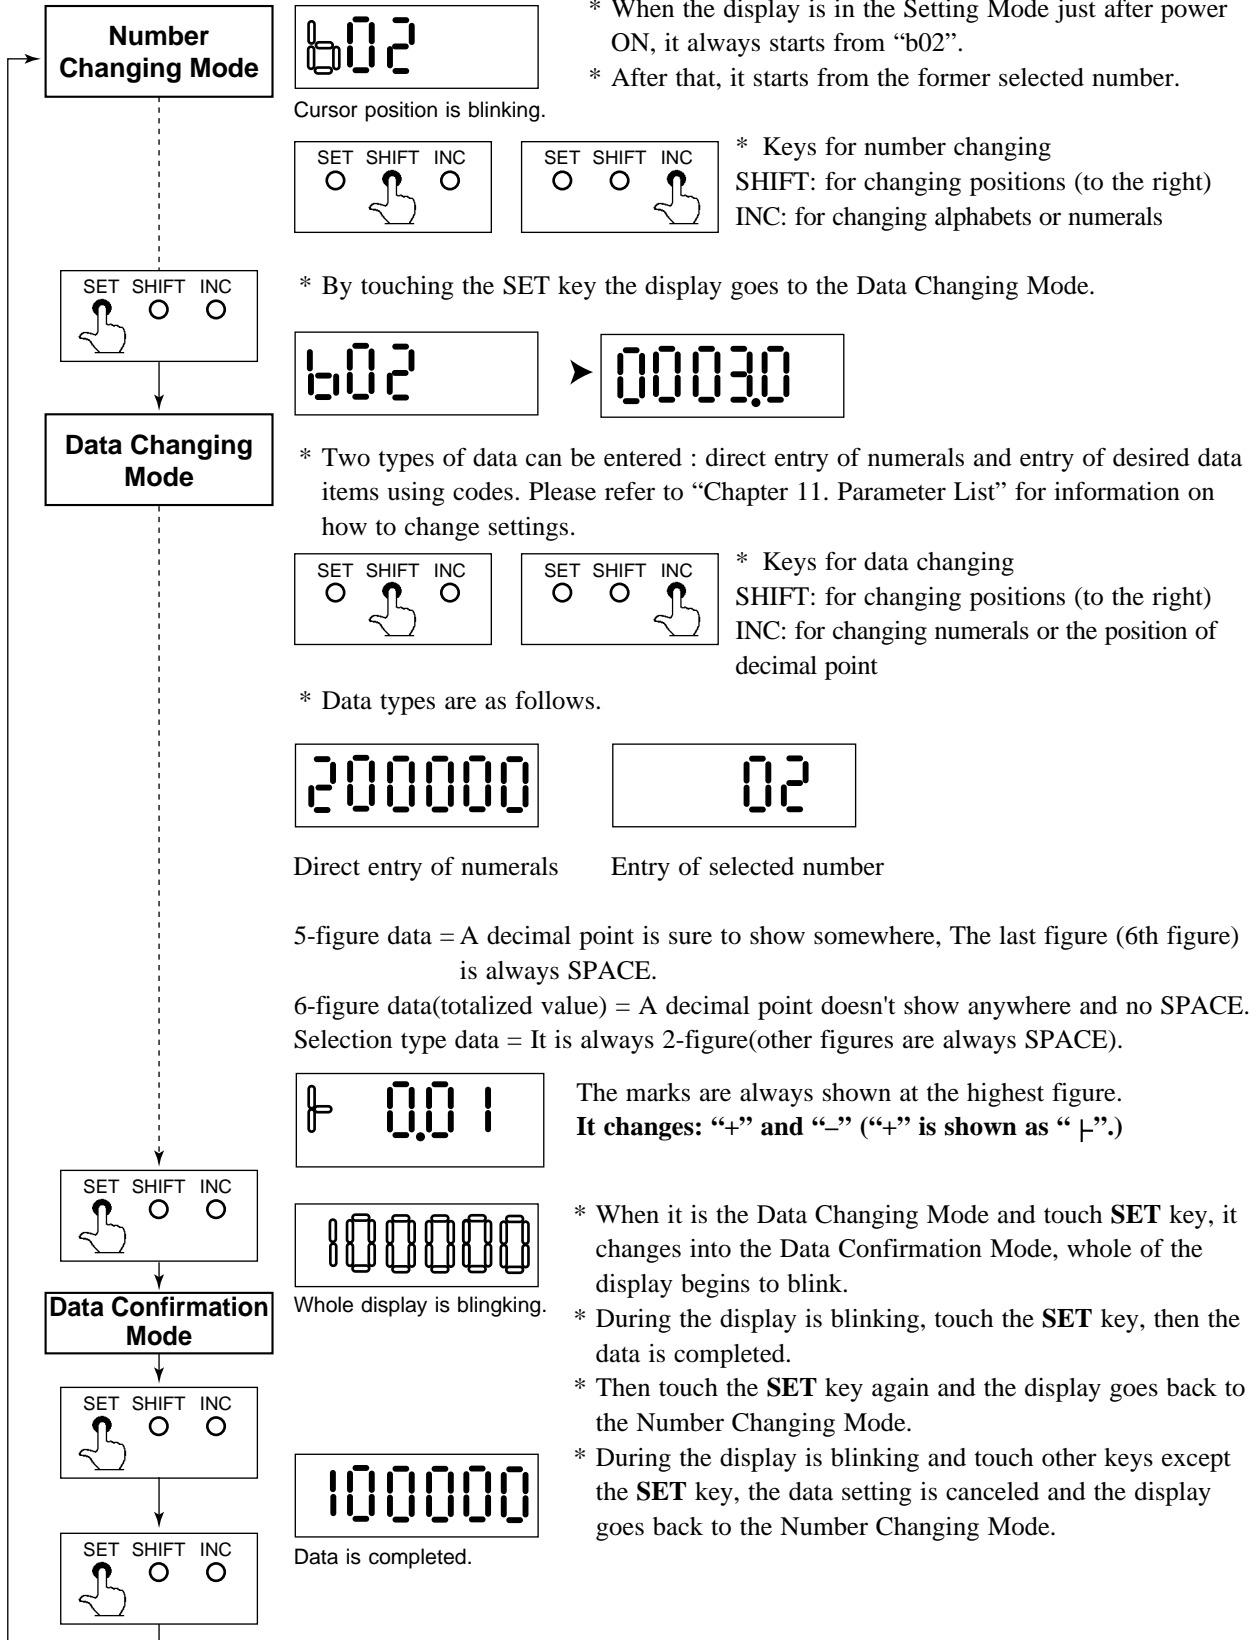 Number
Changing Mode
b02
Cursor position is blinking.
* When the display is in the Setting Mode just after power
ON, it always starts from “b02”.
* After that, it starts from the former selected number.
SET SHIFT INC
SET SHIFT INC
* Keys for number changing
SHIFT: for changing positions (to the right)
INC: for changing alphabets or numerals
SET SHIFT INC
* By touching the SET key the display goes to the Data Changing Mode.
b02
0003.0
Data Changing
Mode
* Two types of data can be entered : direct entry of numerals and entry of desired data
items using codes. Please refer to “Chapter 11. Parameter List” for information on
how to change settings.
SET SHIFT INC
SET SHIFT INC
* Keys for data changing
SHIFT: for changing positions (to the right)
INC: for changing numerals or the position of
decimal point
* Data types are as follows.
200000
02
Direct entry of numerals
Entry of selected number
5-figure data = A decimal point is sure to show somewhere, The last figure (6th figure)
is always SPACE.
6-figure data(totalized value) = A decimal point doesn't show anywhere and no SPACE.
Selection type data = It is always 2-figure(other figures are always SPACE).
⊢ 0.01
The marks are always shown at the highest figure.
It changes: “+” and “–” (“+” is shown as “ ⊢”.)
SET SHIFT INC
100000
Whole display is blingking.
* When it is the Data Changing Mode and touch SET key, it
changes into the Data Confirmation Mode, whole of the
display begins to blink.
* During the display is blinking, touch the SET key, then the
data is completed.
* Then touch the SET key again and the display goes back to
the Number Changing Mode.
* During the display is blinking and touch other keys except
the SET key, the data setting is canceled and the display
goes back to the Number Changing Mode.
Data Confirmation
Mode
SET SHIFT INC
100000
Data is completed.
SET SHIFT INC